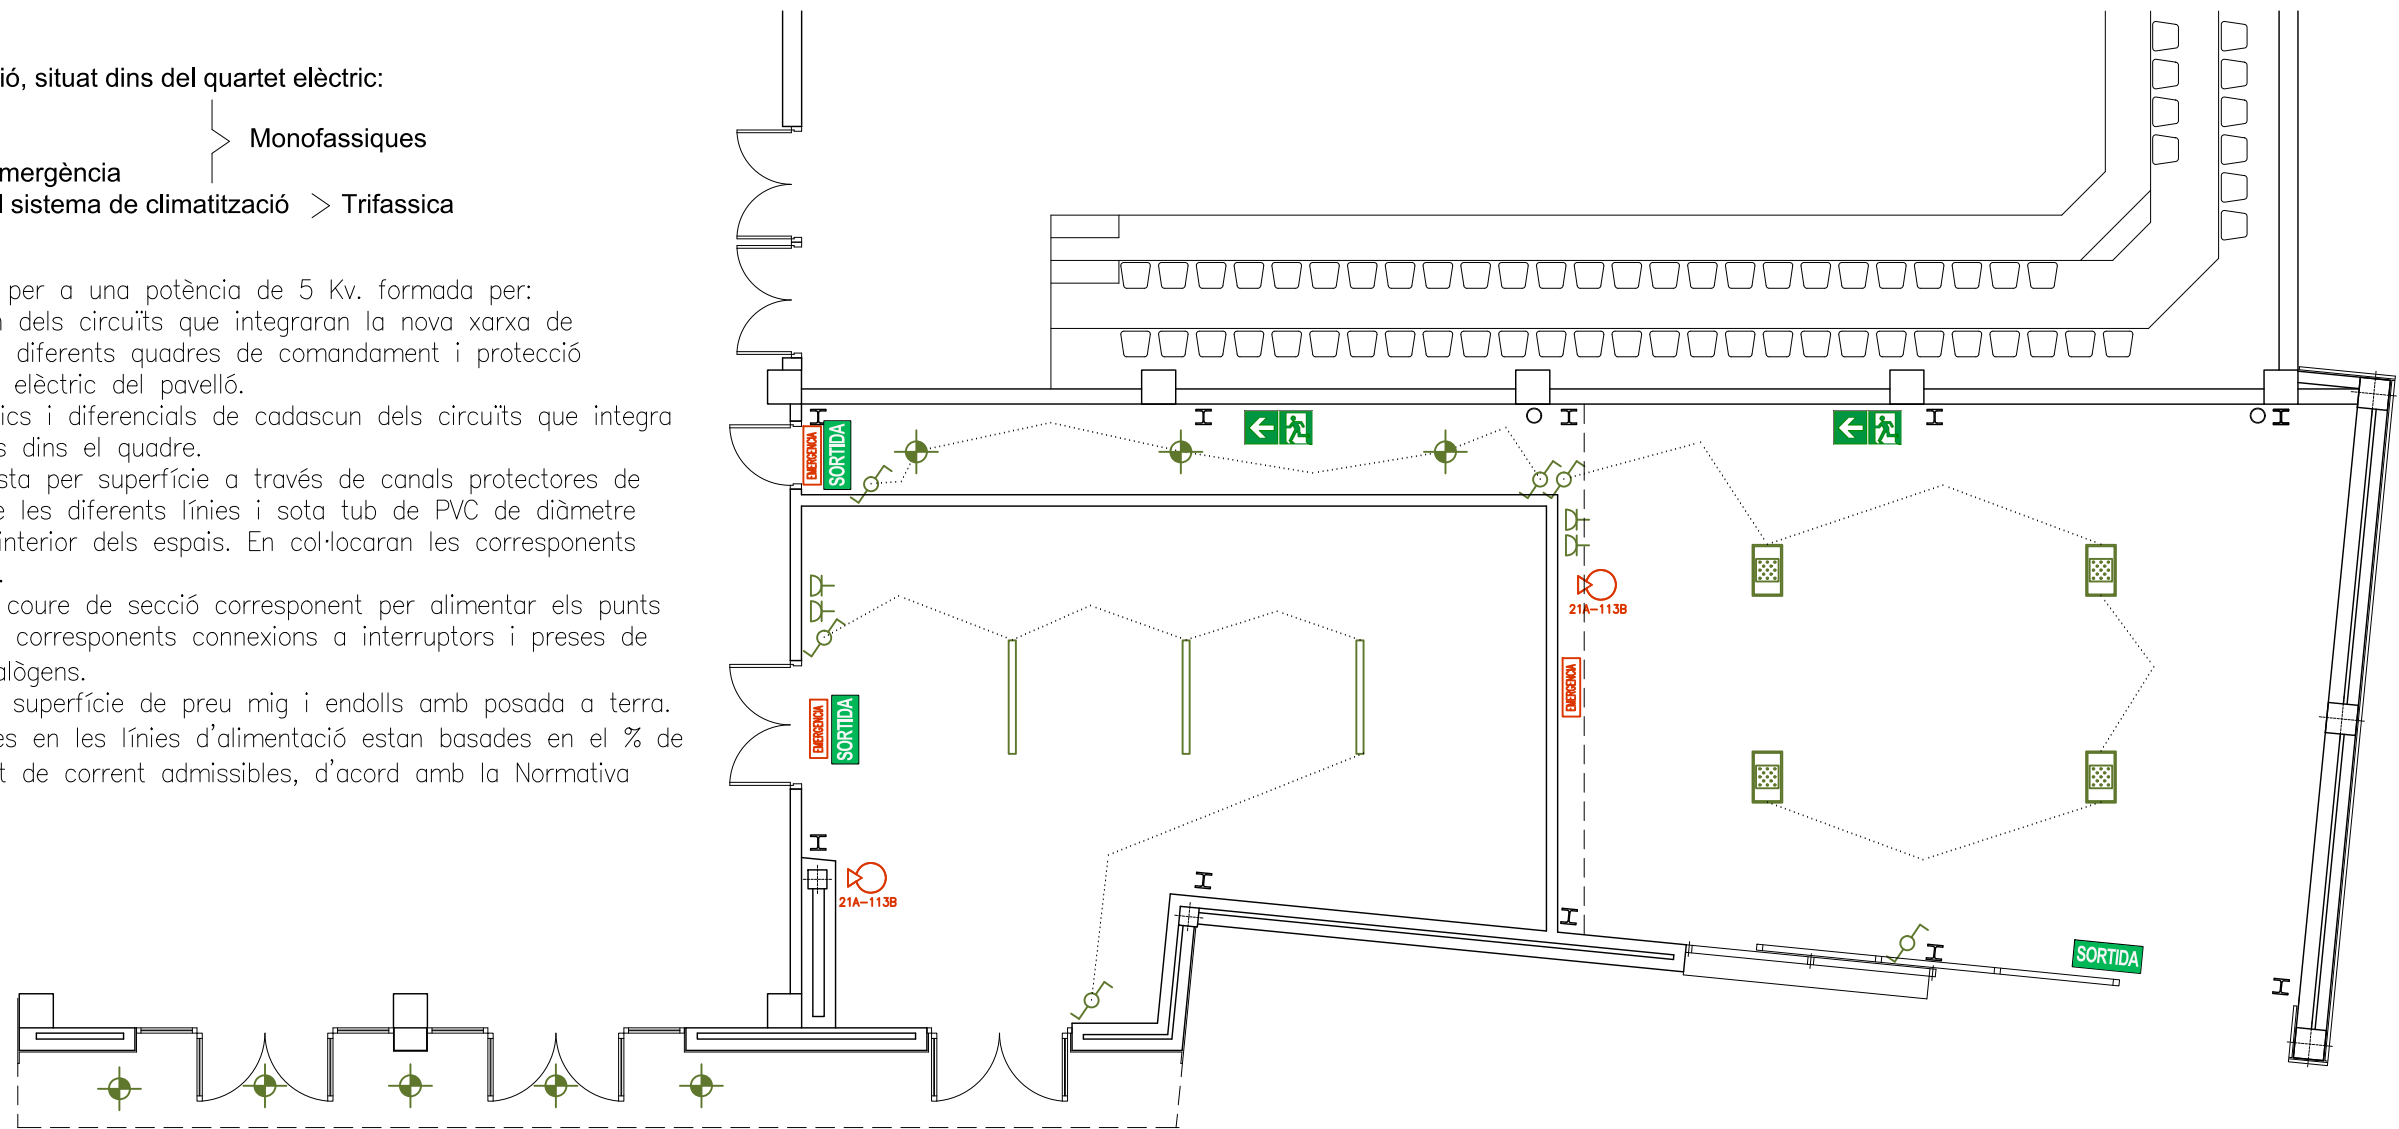 ió, situat dins del quartet elèctric:
Monofassiques
mergència
l sistema de climatització > Trifassica
per a una potència de 5 Kv. formada per:
n dels circuïts que integraran la nova xarxa de
diferents quadres de comandament i protecció
elèctric del pavelló.
ics i diferencials de cadascun dels circuïts que integra
s dins el quadre.
sta per superfície a través de canals protectores de
e les diferents línies i sota tub de PVC de diàmetre
interior dels espais. En col·locaran les corresponents
.
coure de secció corresponent per alimentar els punts
corresponents connexions a interruptors i preses de
alògens.
superfície de preu mig i endolls amb posada a terra.
es en les línies d'alimentació estan basades en el % de
t de corrent admissibles, d'acord amb la Normativa
EMERGENCIA
SORTIDA
21A-113B
EMERGENCIA
EMERGENCIA
SORTIDA
21A-113B
SORTIDA